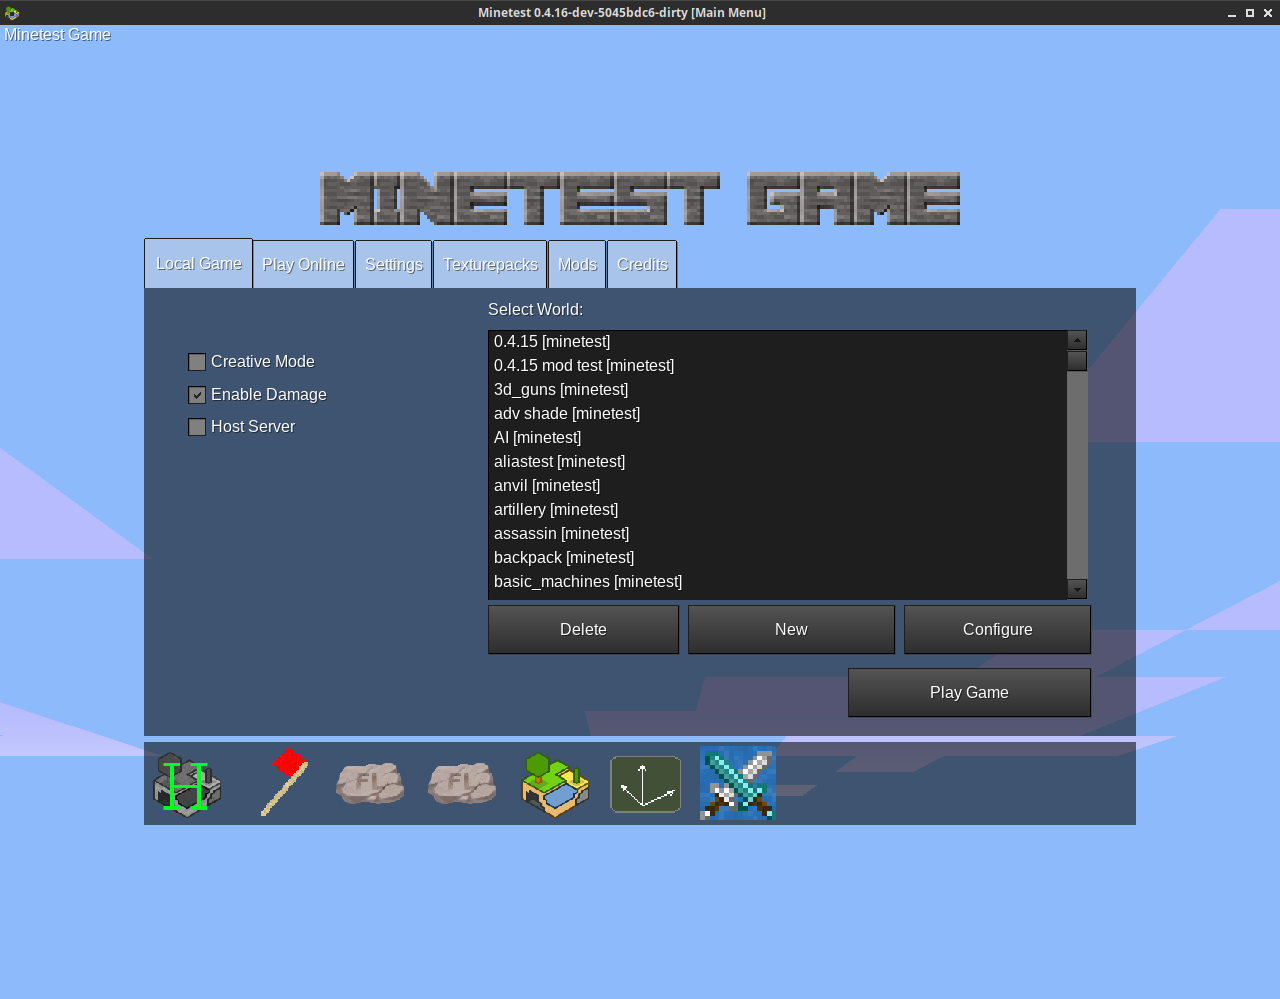 Minetest 0.4.16-dev-5045bdc6-dirty [Main Menu]
Minetest Game
MINETEST GAME
Local Game Play Online Settings Texturepacks Mods Credits
Select World:
Creative Mode
Enable Damage
Host Server
0.4.15 [minetest]
0.4.15 mod test [minetest]
3d_guns [minetest]
adv shade [minetest]
AI [minetest]
aliastest [minetest]
anvil [minetest]
artillery [minetest]
assassin [minetest]
backpack [minetest]
basic_machines [minetest]
Delete New Configure
Play Game
H FL FL